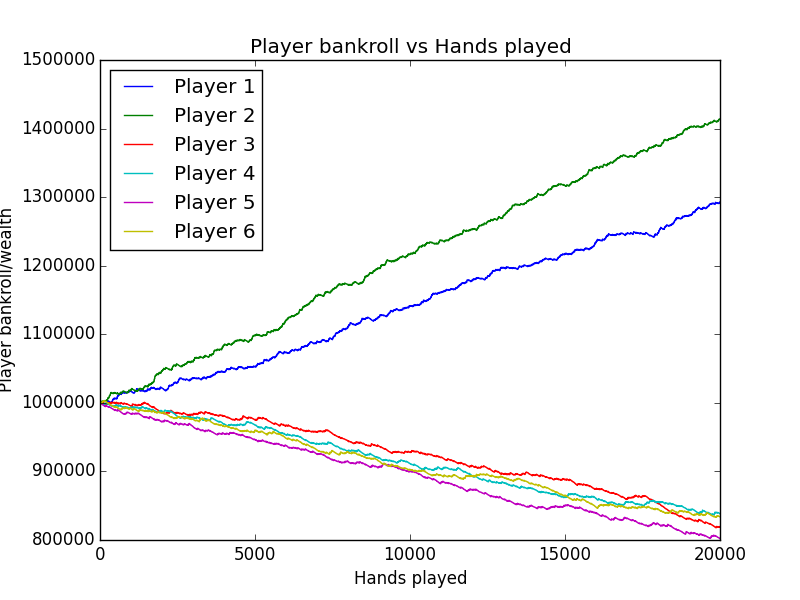 Player bankroll vs Hands played
Player bankroll/wealth
1500000
1400000
1300000
1200000
1100000
1000000
900000
800000
Player 1
Player 2
Player 3
Player 4
Player 5
Player 6
0
5000
10000
15000
20000
Hands played